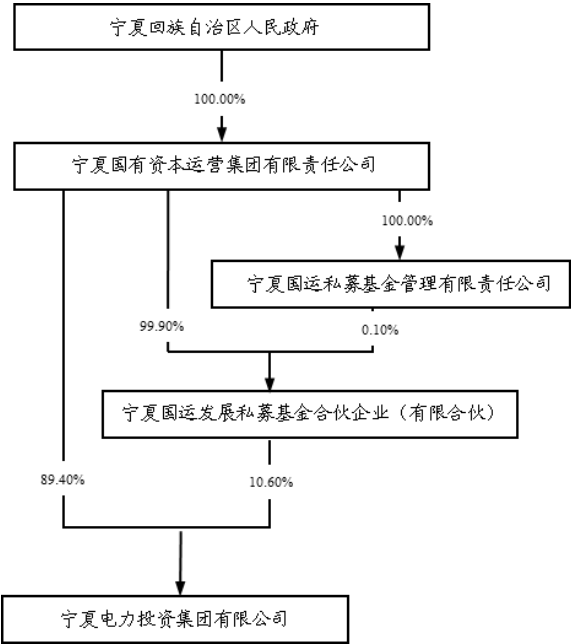 宁夏回族自治区人民政府
100.00%
宁夏国有资本运营集团有限责任公司
100.00%
宁夏国运私募基金管理有限责任公司
99.90%
0.10%
宁夏国运发展私募基金合伙企业（有限合伙）
89.40%
10.60%
宁夏电力投资集团有限公司